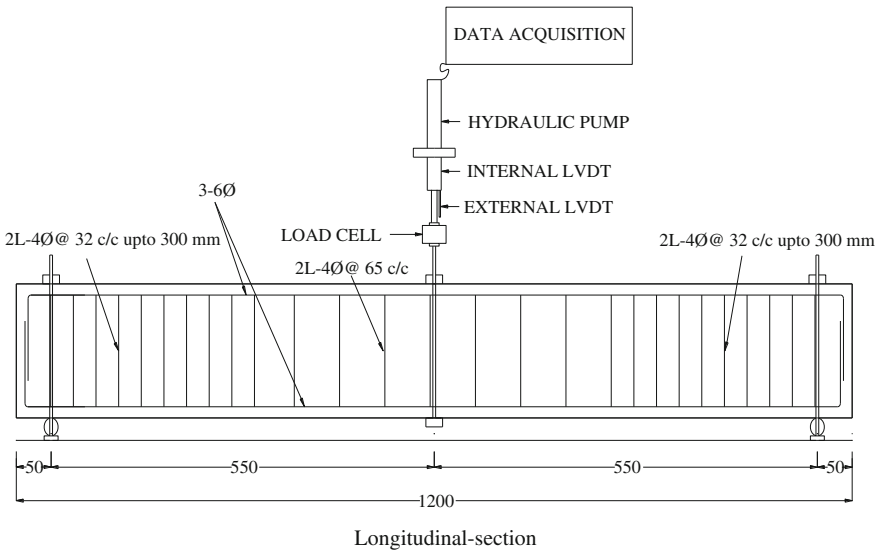 DATA ACQUISITION
HYDRAULIC PUMP
INTERNAL LVDT
3-6Ø
EXTERNAL LVDT
LOAD CELL
2L-4Ø@ 32 c/c upto 300 mm
2L-4Ø@ 32 c/c upto 300 mm
2L-4Ø@ 65 c/c
50
550
550
50
1200
Longitudinal-section